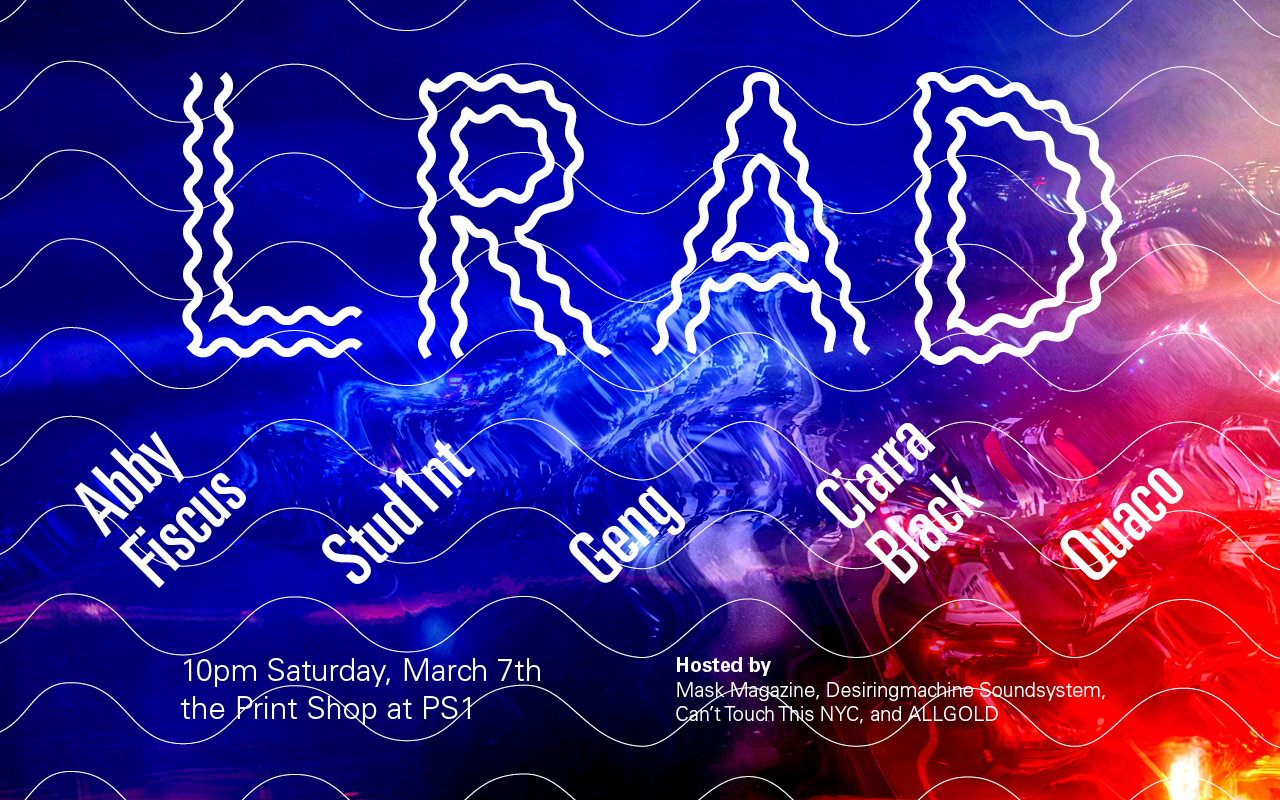 LRAD
Abby
Fiscus
Stud1nt
Geng
Ciarra
Black
Quaco
10pm Saturday, March 7th
the Print Shop at PS1
Hosted by
Mask Magazine, Desiringmachine Soundsystem,
Can't Touch This NYC, and ALLGOLD